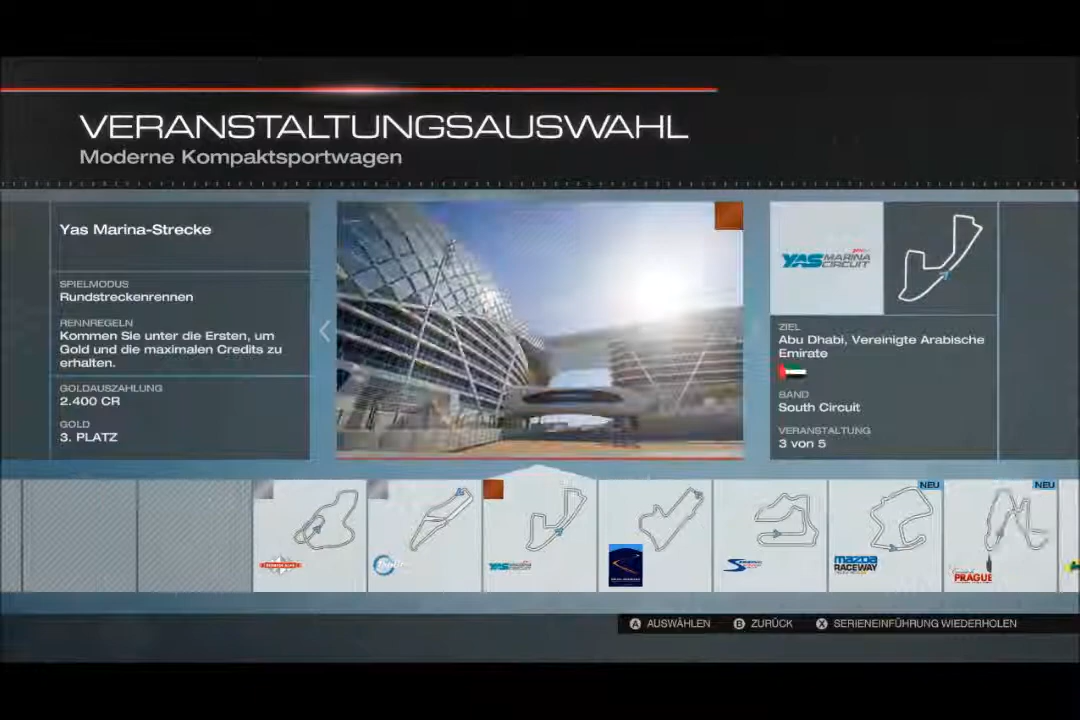 VERANSTALTUNGSAUSWAHL
Moderne Kompaktsportwagen
Yas Marina-Strecke
SPIELMODUS
Rundstreckenrennen
RENNREGELN
Kommen Sie unter die Ersten, um
Gold und die maximalen Credits zu
erhalten.
GOLDAUSZAHLUNG
2.400 CR
GOLD
3. PLATZ
YAS MARINA
CIRCUIT
ZIEL
Abu Dhabi, Vereinigte Arabische
Emirate
BAND
South Circuit
VERANSTALTUNG
3 von 5
NEU
NEU
YAS MARINA
mazda
RACEWAY
PRAGUE
A AUSWÄHLEN
B ZURÜCK
X SERIENEINFÜHRUNG WIEDERHOLEN